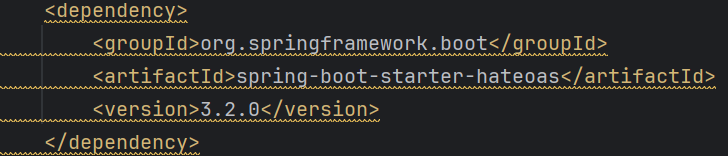 <dependency>
<groupId>org.springframework.boot</groupId>
<artifactId>spring-boot-starter-hateoas</artifactId>
<version>3.2.0</version>
</dependency>